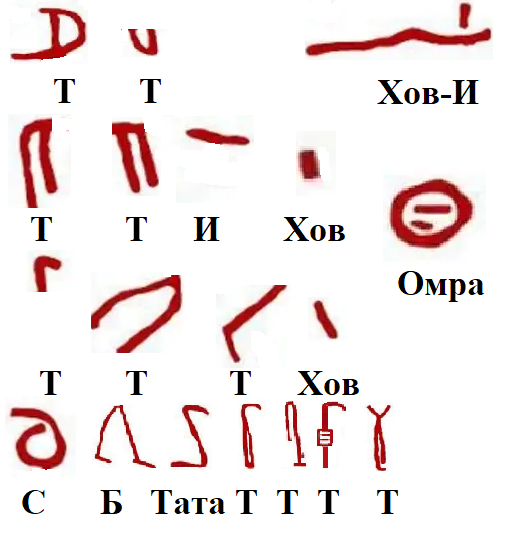 Т Т Хов-И
Т Т И Хов
Омра
Т Т Т Хов
С Б Тата Т Т Т Т